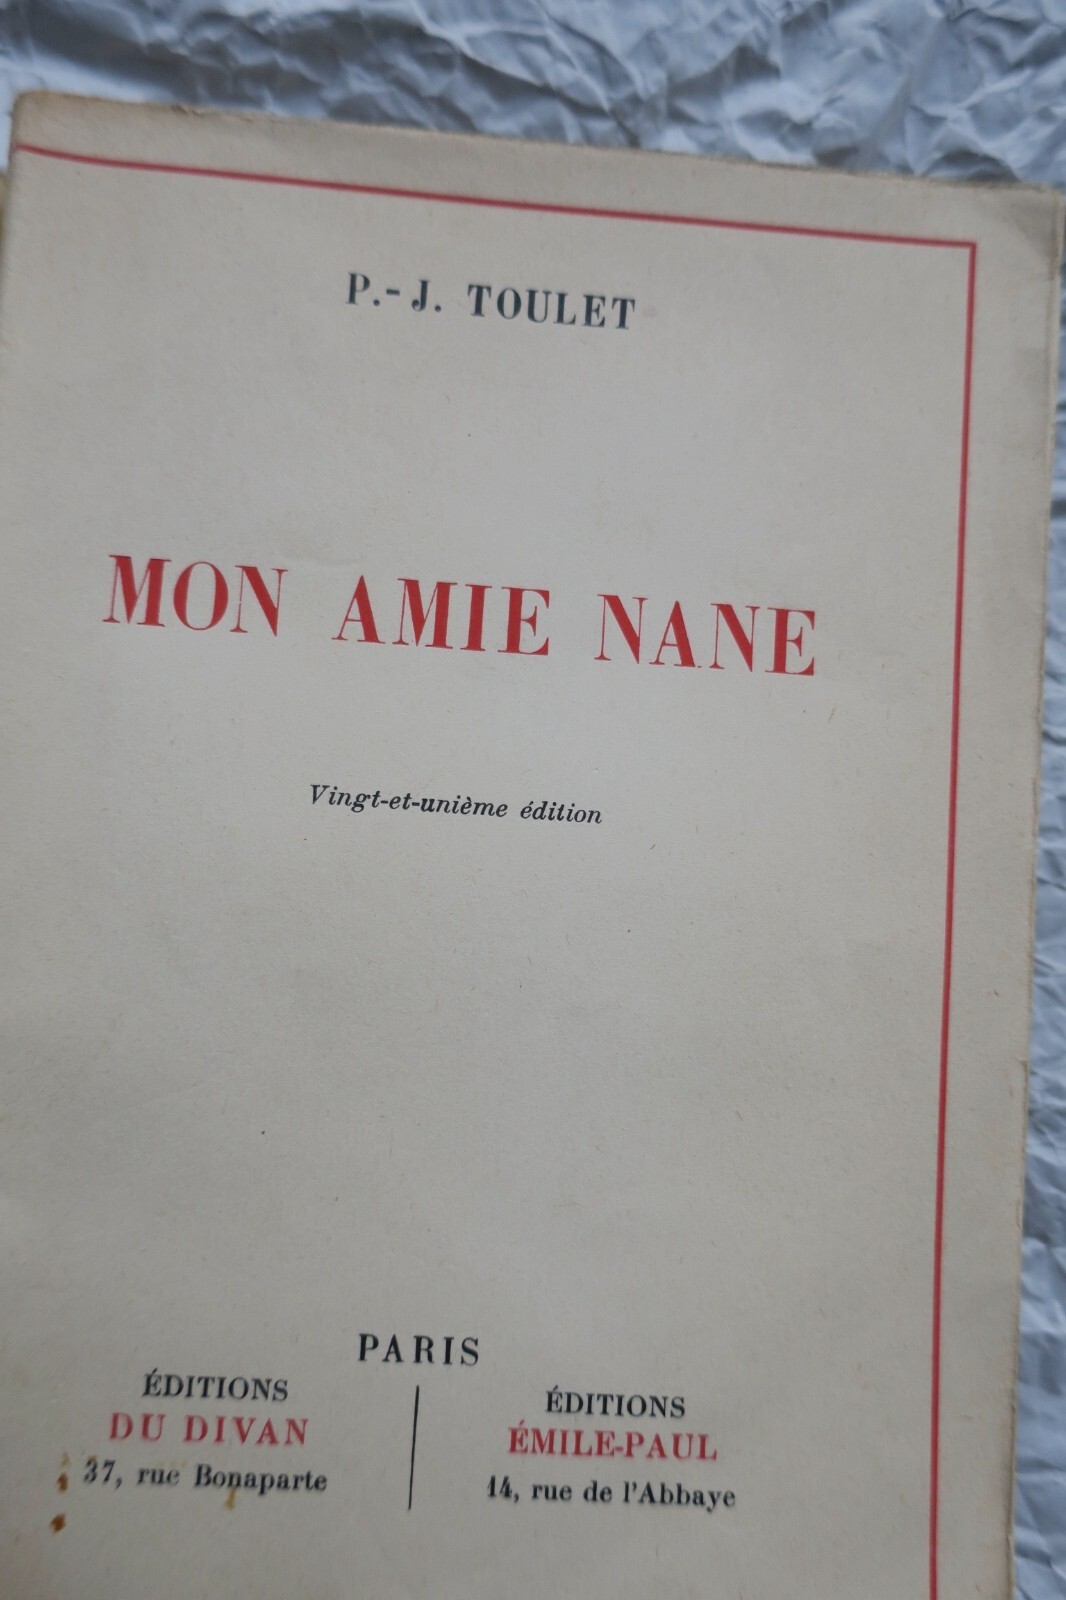 P.-J. TOULET
MON AMIE NANE
Vingt-et-unième édition
PARIS
ÉDITIONS
DU DIVAN
37, rue Bonaparte
ÉDITIONS
ÉMILE-PAUL
14, rue de l'Abbaye